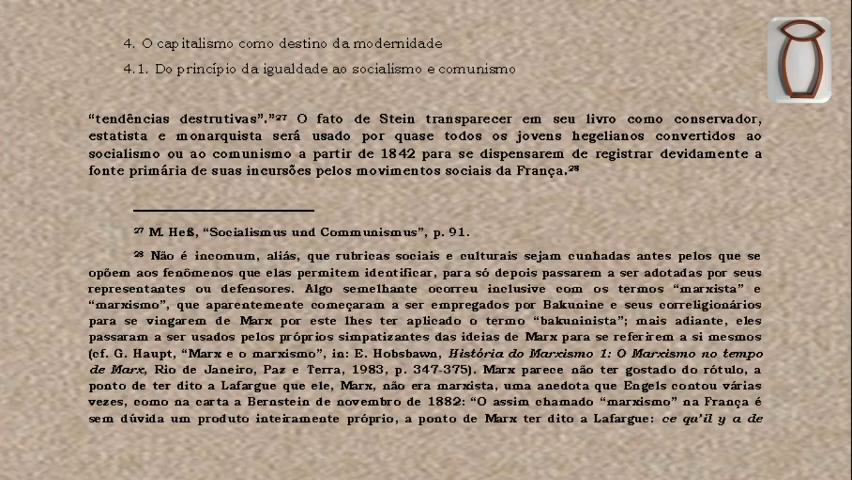 4. O capitalismo como destino da modernidade
4.1. Do princípio da igualdade ao socialismo e comunismo
“tendências destrutivas”.”²⁷ O fato de Stein transparecer em seu livro como conservador,
estatista e monarquista será usado por quase todos os jovens hegelianos convertidos ao
socialismo ou ao comunismo a partir de 1842 para se dispensarem de registrar devidamente a
fonte primária de suas incursões pelos movimentos sociais da França.²⁸
²⁷ M. Heß, “Socialismus und Communismus”, p. 91.
²⁸ Não é incomum, aliás, que rubricas sociais e culturais sejam cunhadas antes pelos que se
opõem aos fenômenos que elas permitem identificar, para só depois passarem a ser adotadas por seus
representantes ou defensores. Algo semelhante ocorreu inclusive com os termos “marxista” e
“marxismo”, que aparentemente começaram a ser empregados por Bakunine e seus correligionários
para se vingarem de Marx por este lhes ter aplicado o termo “bakuninista”; mais adiante, eles
passaram a ser usados pelos próprios simpatizantes das ideias de Marx para se referirem a si mesmos
(cf. G. Haupt, “Marx e o marxismo”, in: E. Hobsbawn, História do Marxismo 1: O Marxismo no tempo
de Marx, Rio de Janeiro, Paz e Terra, 1983, p. 347-375). Marx parece não ter gostado do rótulo, a
ponto de ter dito a Lafargue que ele, Marx, não era marxista, uma anedota que Engels contou várias
vezes, como na carta a Bernstein de novembro de 1882: “O assim chamado “marxismo” na França é
sem dúvida um produto inteiramente próprio, a ponto de Marx ter dito a Lafargue: ce qu’il y a de